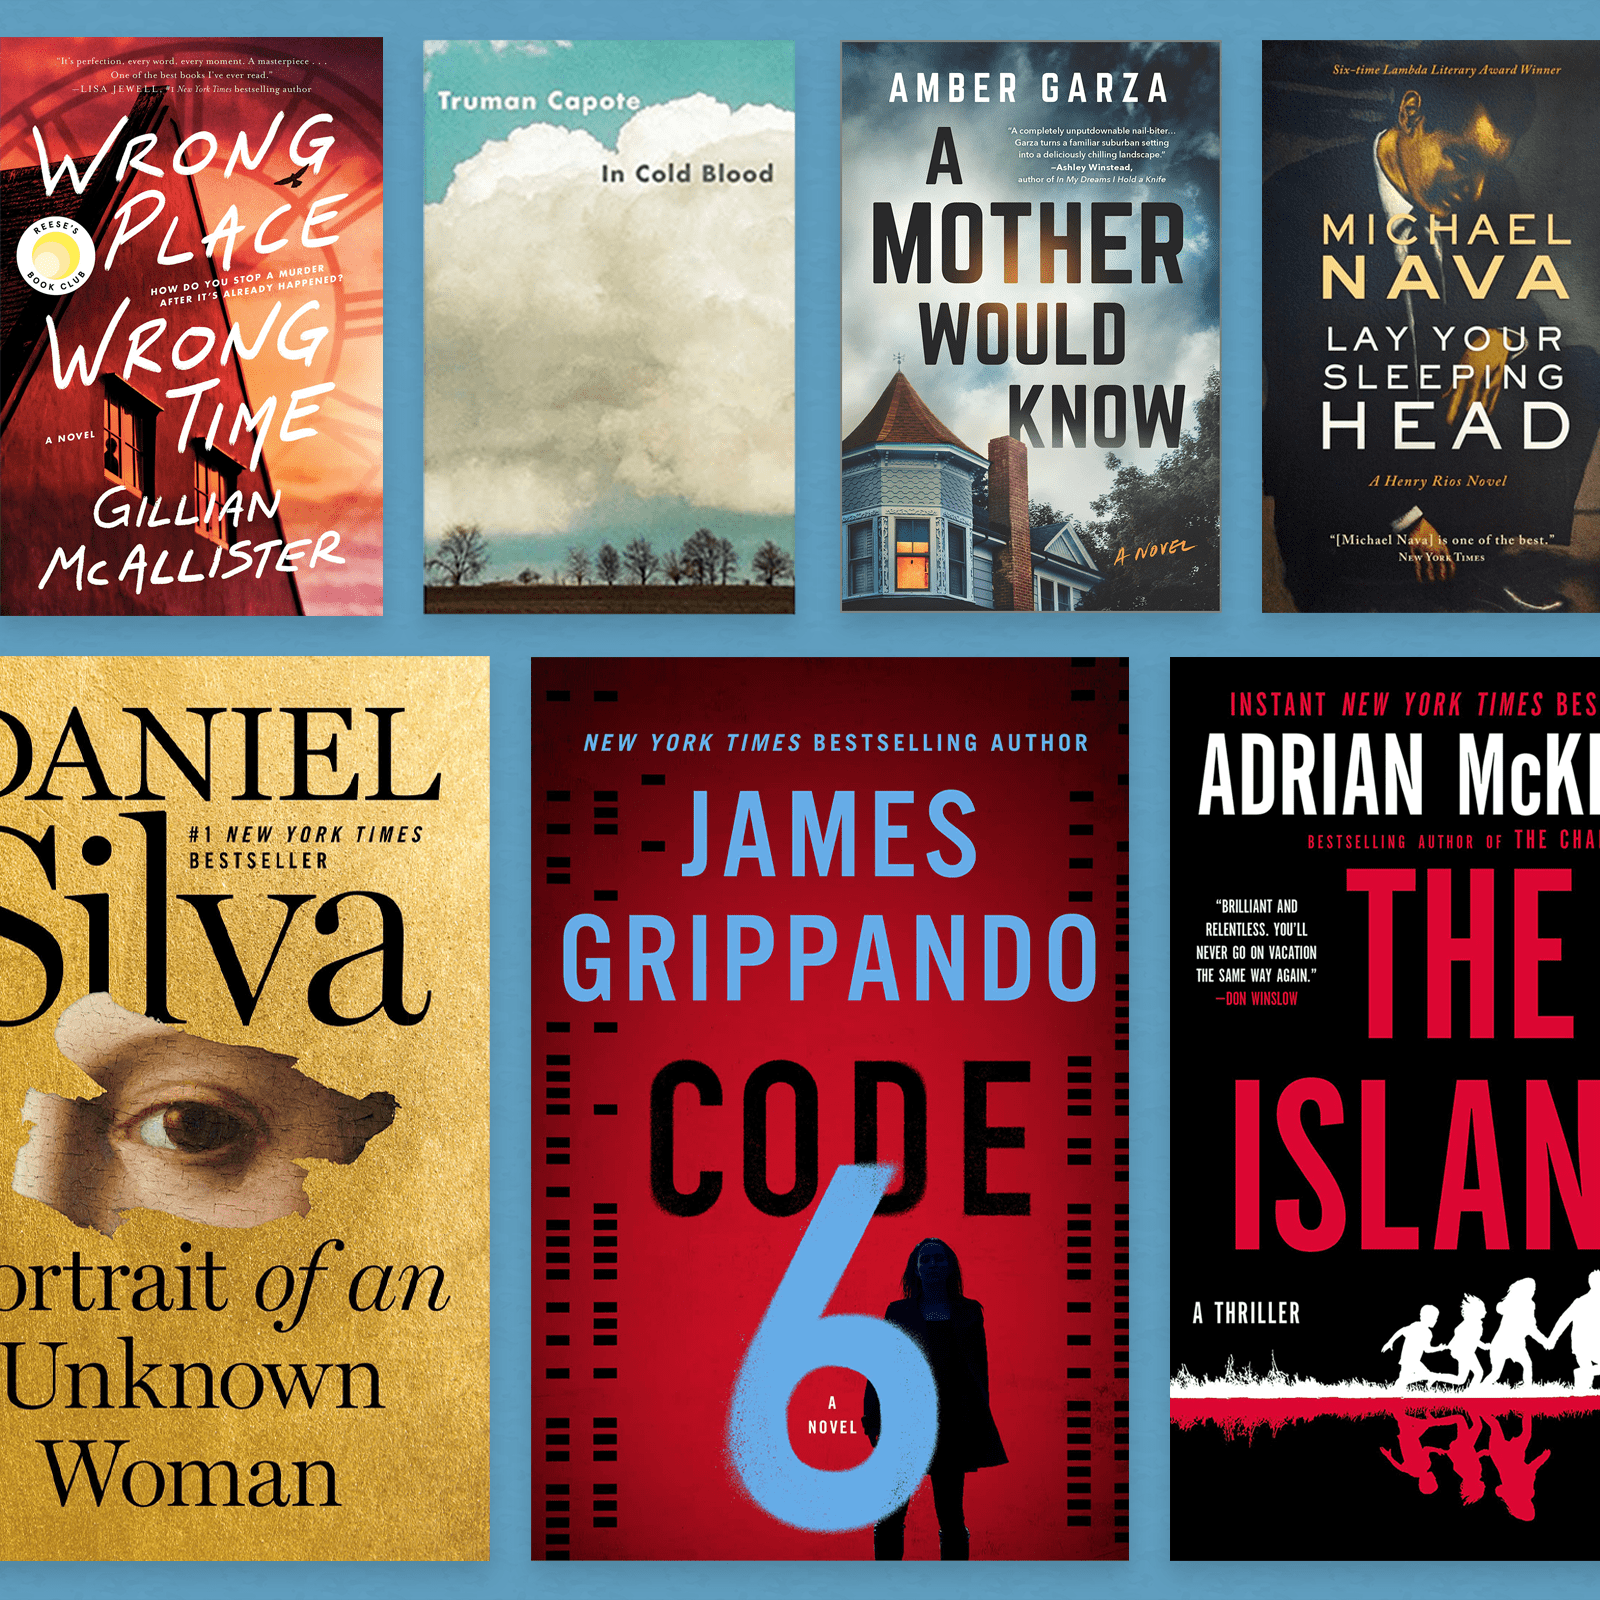 "It's perfection, every word, every moment. A masterpiece . . .
One of the best books I've ever read."
—LISA JEWELL, #1 New York Times bestselling author
WRONG
PLACE
REESE'S
BOOK CLUB
HOW DO YOU STOP A MURDER
AFTER IT'S ALREADY HAPPENED?
WRONG
TIME
A NOVEL
GILLIAN
McALLISTER
Truman Capote
In Cold Blood
AMBER GARZA
"A completely unputdownable nail-biter...
Garza turns a familiar suburban setting
into a deliciously chilling landscape."
—Ashley Winstead,
author of In My Dreams I Hold a Knife
A
MOTHER
WOULD
KNOW
A NOVEL
Six-time Lambda Literary Award Winner
MICHAEL
NAVA
LAY YOUR
SLEEPING
HEAD
A Henry Rios Novel
"[Michael Nava] is one of the best."
NEW YORK TIMES
DANIEL
Silva
#1 NEW YORK TIMES
BESTSELLER
ortrait of an
Unknown
Woman
NEW YORK TIMES BESTSELLING AUTHOR
JAMES
GRIPPANDO
CODE
6
A
NOVEL
INSTANT NEW YORK TIMES BES
ADRIAN McKI
BESTSELLING AUTHOR OF THE CHA
"BRILLIANT AND
RELENTLESS. YOU'LL
NEVER GO ON VACATION
THE SAME WAY AGAIN."
—DON WINSLOW
THE
ISLAN
A THRILLER